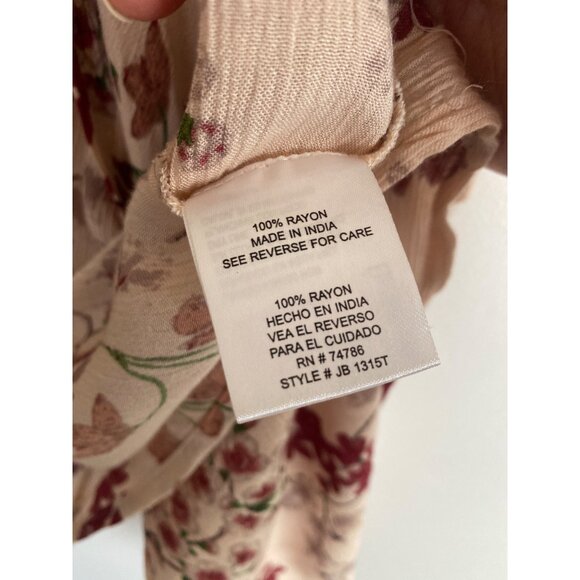 100% RAYON
MADE IN INDIA
SEE REVERSE FOR CARE
100% RAYON
HECHO EN INDIA
VEA EL REVERSO
PARA EL CUIDADO
RN # 74786
STYLE # JB 1315T